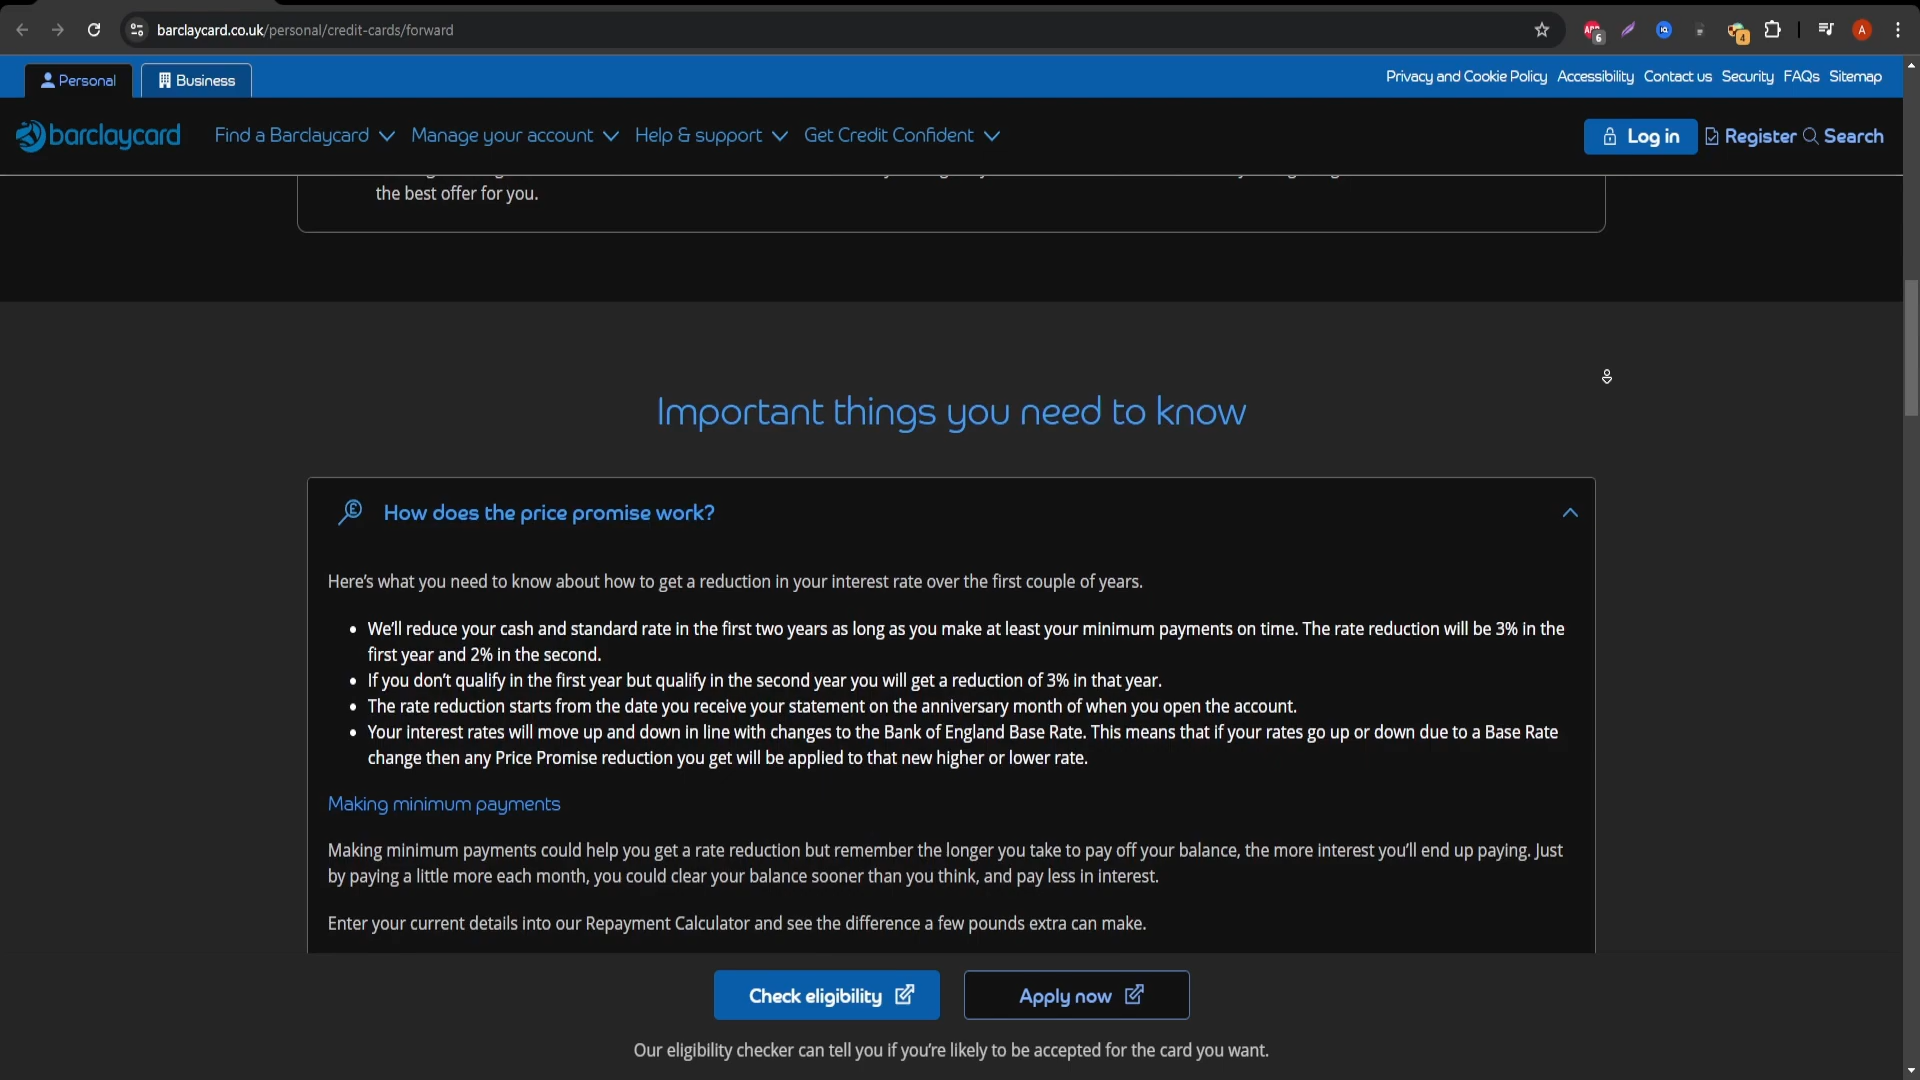 barclaycard.co.uk/personal/credit-cards/forward
6
4
A
Personal
Business
Privacy and Cookie Policy Accessibility Contact us Security FAQs Sitemap
barclaycard
Find a Barclaycard
Manage your account
Help & support
Get Credit Confident
Log in
Register
Search
the best offer for you.
Important things you need to know
How does the price promise work?
Here's what you need to know about how to get a reduction in your interest rate over the first couple of years.
• We'll reduce your cash and standard rate in the first two years as long as you make at least your minimum payments on time. The rate reduction will be 3% in the
first year and 2% in the second.
• If you don't qualify in the first year but qualify in the second year you will get a reduction of 3% in that year.
• The rate reduction starts from the date you receive your statement on the anniversary month of when you open the account.
• Your interest rates will move up and down in line with changes to the Bank of England Base Rate. This means that if your rates go up or down due to a Base Rate
change then any Price Promise reduction you get will be applied to that new higher or lower rate.
Making minimum payments
Making minimum payments could help you get a rate reduction but remember the longer you take to pay off your balance, the more interest you'll end up paying. Just
by paying a little more each month, you could clear your balance sooner than you think, and pay less in interest.
Enter your current details into our Repayment Calculator and see the difference a few pounds extra can make.
Check eligibility
Apply now
Our eligibility checker can tell you if you're likely to be accepted for the card you want.